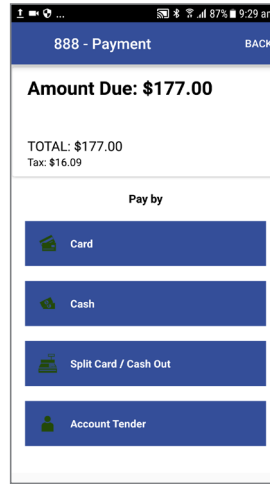 ... 87% 9:29 am
888 - Payment BACK
Amount Due: $177.00
TOTAL: $177.00
Tax: $16.09
Pay by
Card
Cash
Split Card / Cash Out
Account Tender